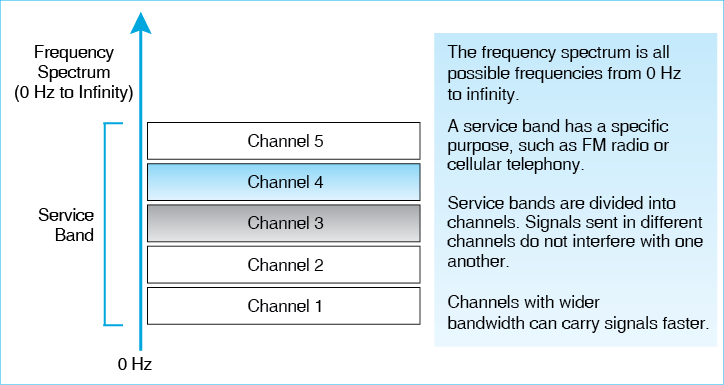 Frequency
Spectrum
(0 Hz to Infinity)
Service
Band
Channel 5
Channel 4
Channel 3
Channel 2
Channel 1
0 Hz
The frequency spectrum is all
possible frequencies from 0 Hz
to infinity.
A service band has a specific
purpose, such as FM radio or
cellular telephony.
Service bands are divided into
channels. Signals sent in different
channels do not interfere with one
another.
Channels with wider
bandwidth can carry signals faster.